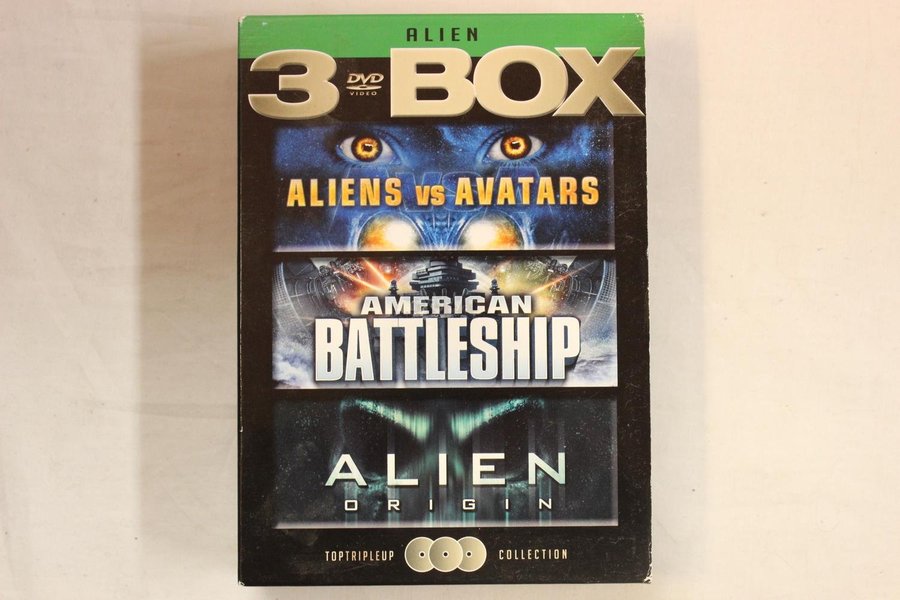 ALIEN
3 DVD VIDEO BOX
ALIENS vs AVATARS
AMERICAN
BATTLESHIP
ALIEN
ORIGIN
TOPTRIPLEUP COLLECTION